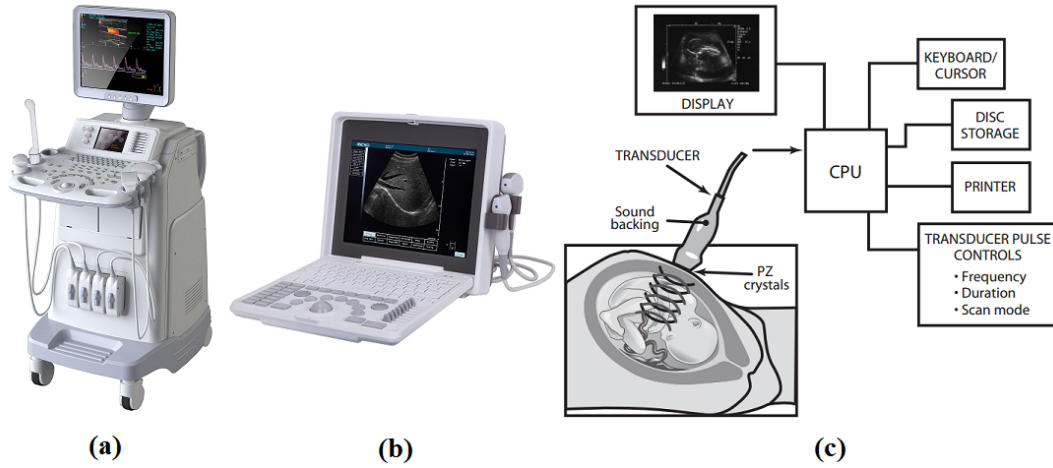 DISPLAY
KEYBOARD/
CURSOR
DISC
STORAGE
CPU
PRINTER
TRANSDUCER
Sound
backing
PZ
crystals
TRANSDUCER PULSE
CONTROLS
• Frequency
• Duration
• Scan mode
(a)
(b)
(c)